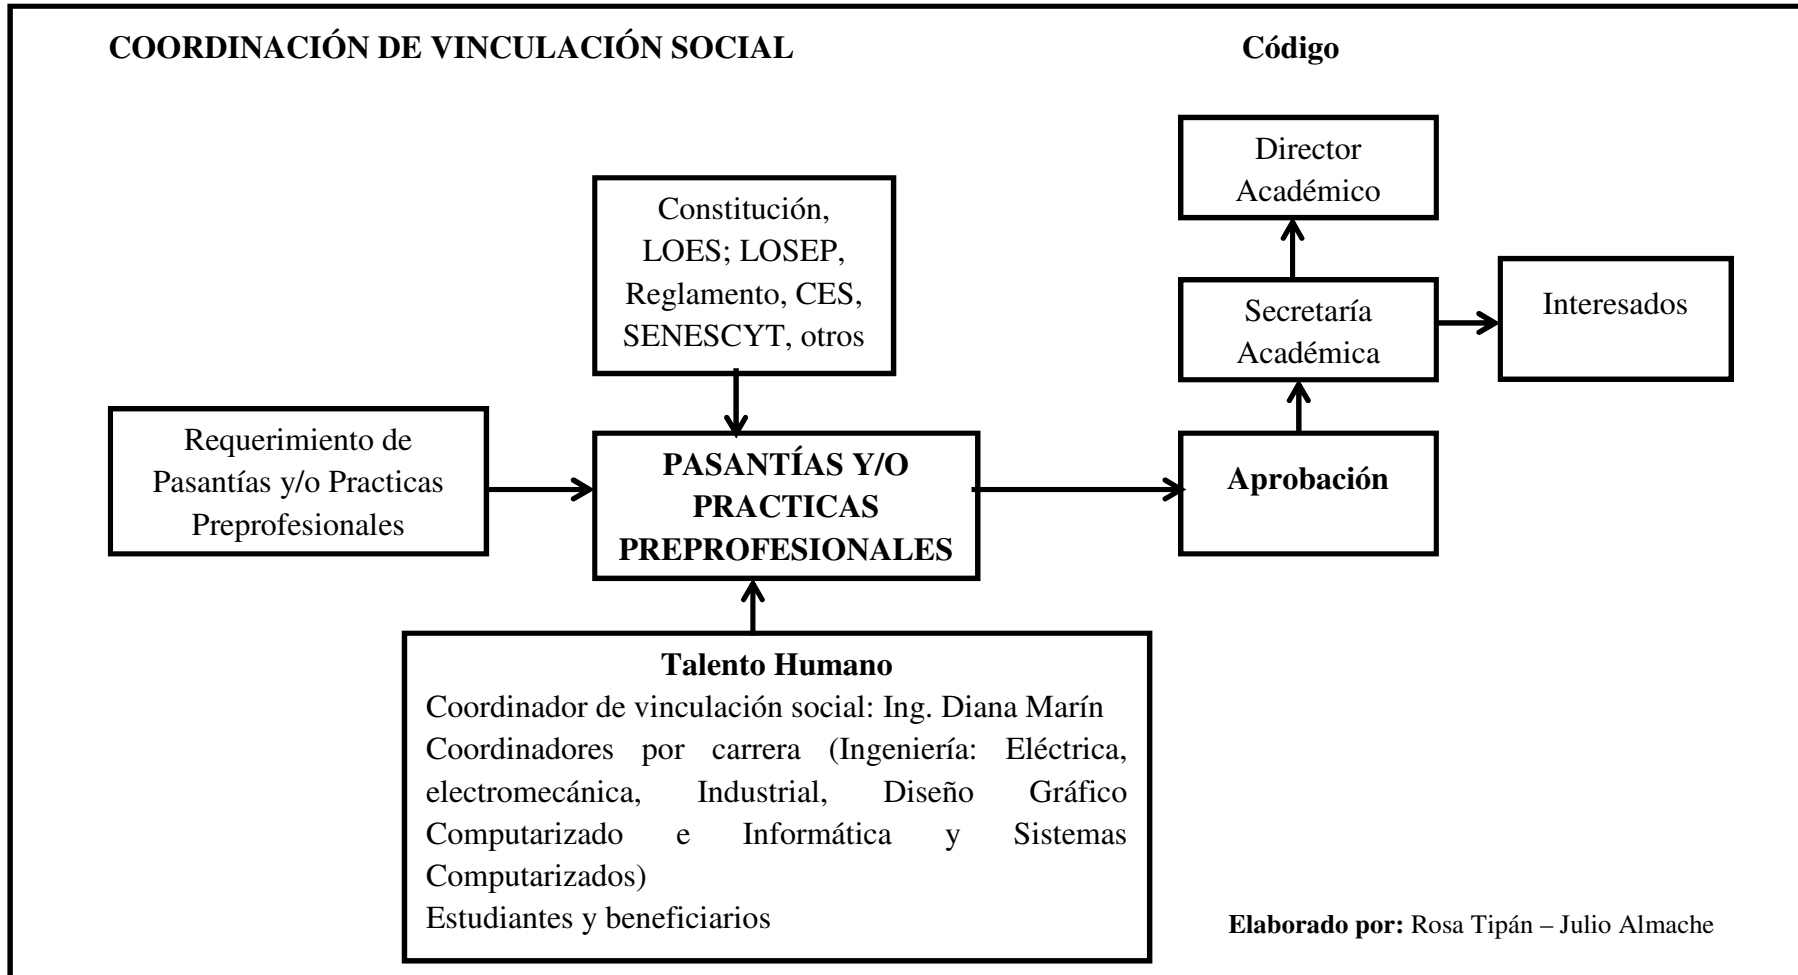 COORDINACIÓN DE VINCULACIÓN SOCIAL
Código
Director
Académico
Constitución,
LOES; LOSEP,
Reglamento, CES,
SENESCYT, otros
Secretaría
Académica
Interesados
Requerimiento de
Pasantías y/o Practicas
Preprofesionales
PASANTÍAS Y/O
PRACTICAS
PREPROFESIONALES
Aprobación
Talento Humano
Coordinador de vinculación social: Ing. Diana Marín
Coordinadores por carrera (Ingeniería: Eléctrica,
electromecánica, Industrial, Diseño Gráfico
Computarizado e Informática y Sistemas
Computarizados)
Estudiantes y beneficiarios
Elaborado por: Rosa Tipán – Julio Almache